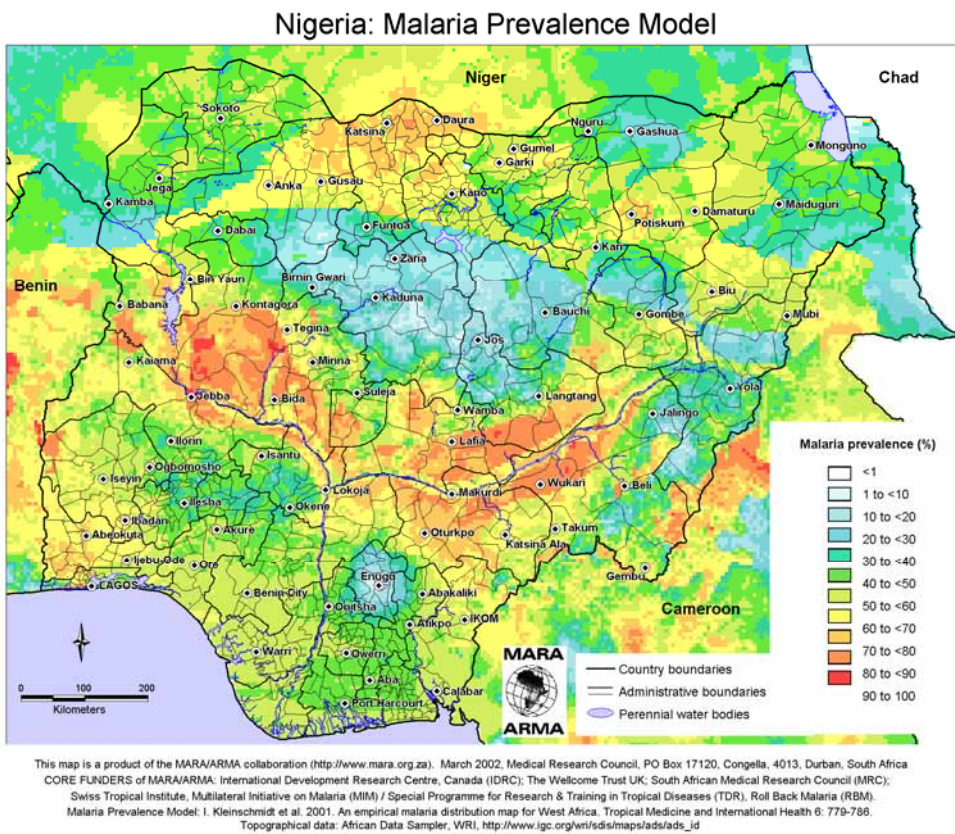 Nigeria: Malaria Prevalence Model
Niger
Chad
Sokoto
Katsina
Daura
Nguru
Gashua
Gumel
Garki
Monguno
Jega
Anka
Gusau
Kano
Kamba
Potiskum
Damaturu
Maiduguri
Dabai
Funtua
Kari
Zaria
Benin
Bin Yauri
Birnin Gwari
Kaduna
Biu
Babana
Kontagora
Bauchi
Gombe
Mubi
Tegina
Jos
Kaiama
Minna
Yola
Jebba
Bida
Suleja
Wamba
Langtang
Jalingo
Ilorin
Lafia
Malaria prevalence (%)
Isantu
Ogbomosho
<1
Iseyin
Lokoja
Makurdi
Wukari
Beli
1 to <10
Ilesha
Okene
10 to <20
Ibadan
Akure
Oturkpo
Takum
20 to <30
Abeokuta
Katsina Ala
30 to <40
Ijebu-Ode
Ore
Gembu
40 to <50
LAGOS
Enugo
Benin City
Onitsha
Abakaliki
Cameroon
50 to <60
Afikpo
IKOM
60 to <70
Warri
Owerri
MARA
70 to <80
Country boundaries
80 to <90
Aba
Calabar
Administrative boundaries
90 to 100
0 100 200
Kilometers
Port Harcourt
ARMA
Perennial water bodies
This map is a product of the MARA/ARMA collaboration (http://www.mara.org.za). March 2002, Medical Research Council, PO Box 17120, Congella, 4013, Durban, South Africa
CORE FUNDERS of MARA/ARMA: International Development Research Centre, Canada (IDRC); The Wellcome Trust UK; South African Medical Research Council (MRC);
Swiss Tropical Institute, Multilateral Initiative on Malaria (MIM) / Special Programme for Research & Training in Tropical Diseases (TDR), Roll Back Malaria (RBM).
Malaria Prevalence Model: I. Kleinschmidt et al. 2001. An empirical malaria distribution map for West Africa. Tropical Medicine and International Health 6: 779-786.
Topographical data: African Data Sampler, WRI, http://www.igc.org/wri/sdis/maps/ads/ads_id